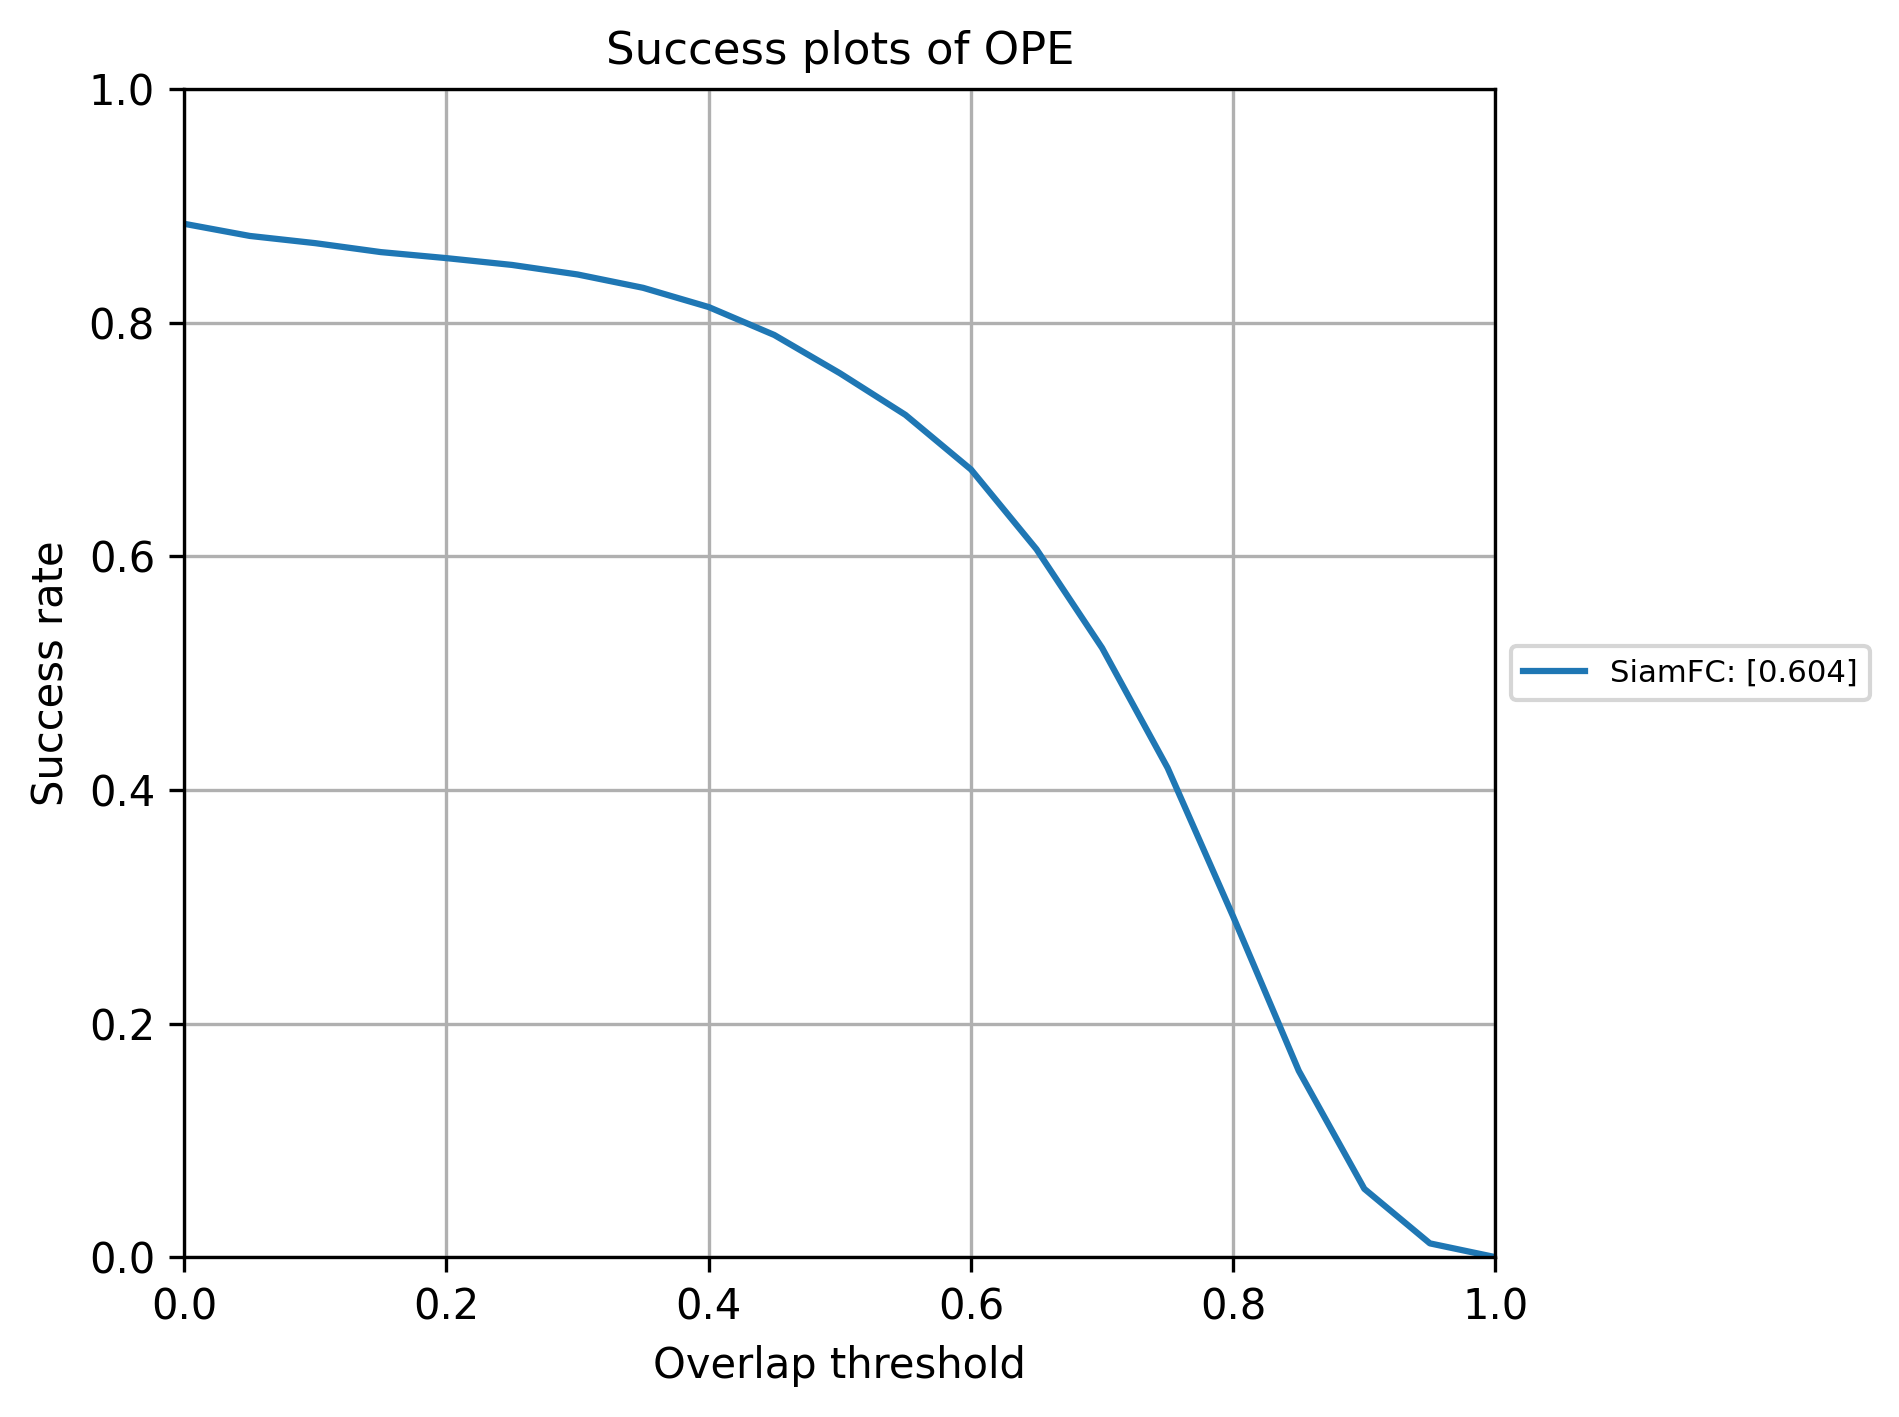 Success plots of OPE
1.0
0.8
0.6
0.4
0.2
0.0
Success rate
0.0 0.2 0.4 0.6 0.8 1.0
Overlap threshold
SiamFC: [0.604]